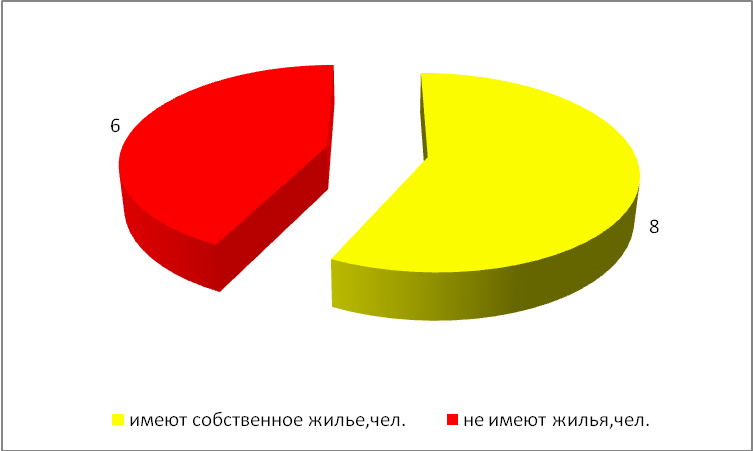 6
8
имеют собственное жилье,чел.
не имеют жилья,чел.